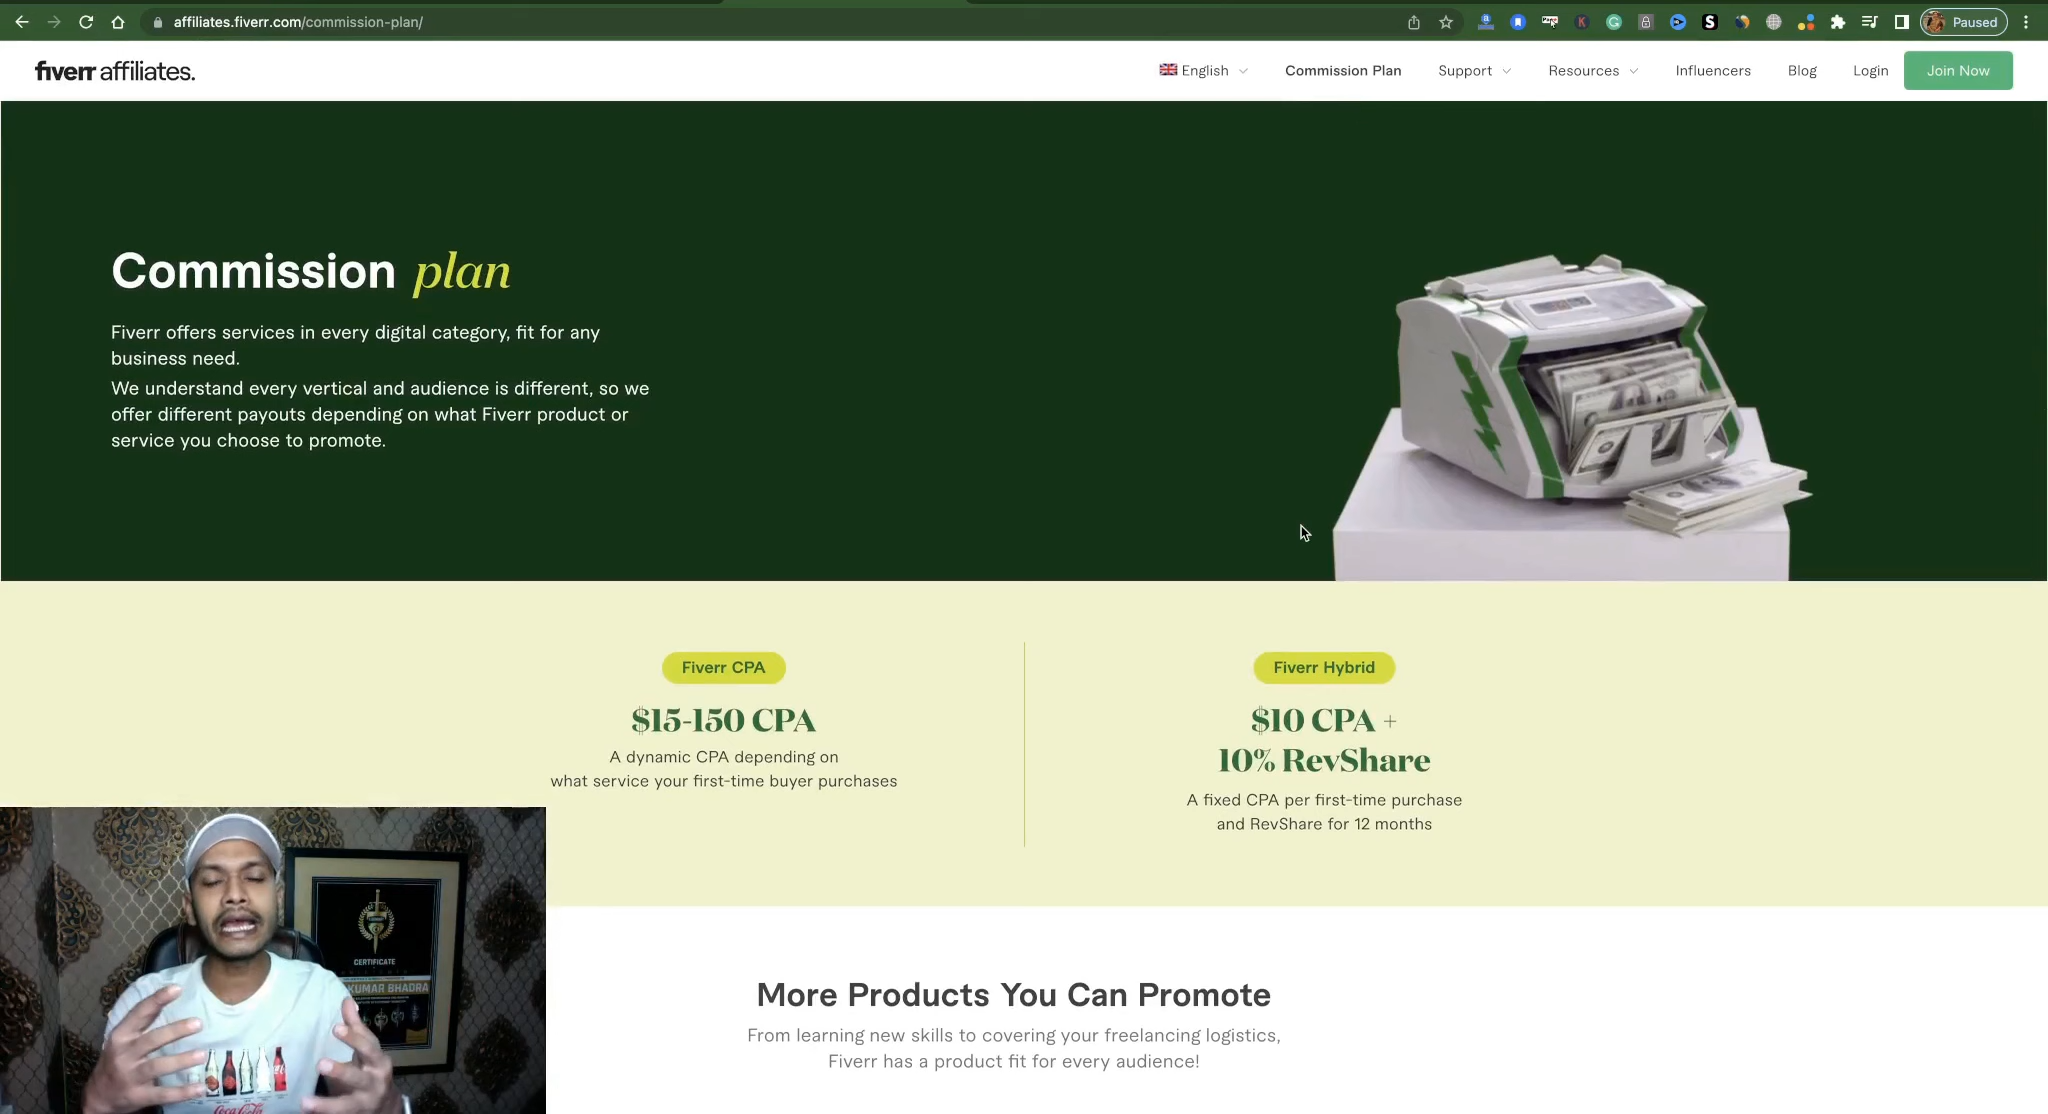 affiliates.fiverr.com/commission-plan/
Paused
fiverr affiliates.
English
Commission Plan
Support
Resources
Influencers
Blog
Login
Join Now
Commission plan
Fiverr offers services in every digital category, fit for any
business need.
We understand every vertical and audience is different, so we
offer different payouts depending on what Fiverr product or
service you choose to promote.
Fiverr CPA
$15-150 CPA
A dynamic CPA depending on
what service your first-time buyer purchases
Fiverr Hybrid
$10 CPA +
10% RevShare
A fixed CPA per first-time purchase
and RevShare for 12 months
CERTIFICATE
KUMAR BHADRA
Coca-Cola
More Products You Can Promote
From learning new skills to covering your freelancing logistics,
Fiverr has a product fit for every audience!